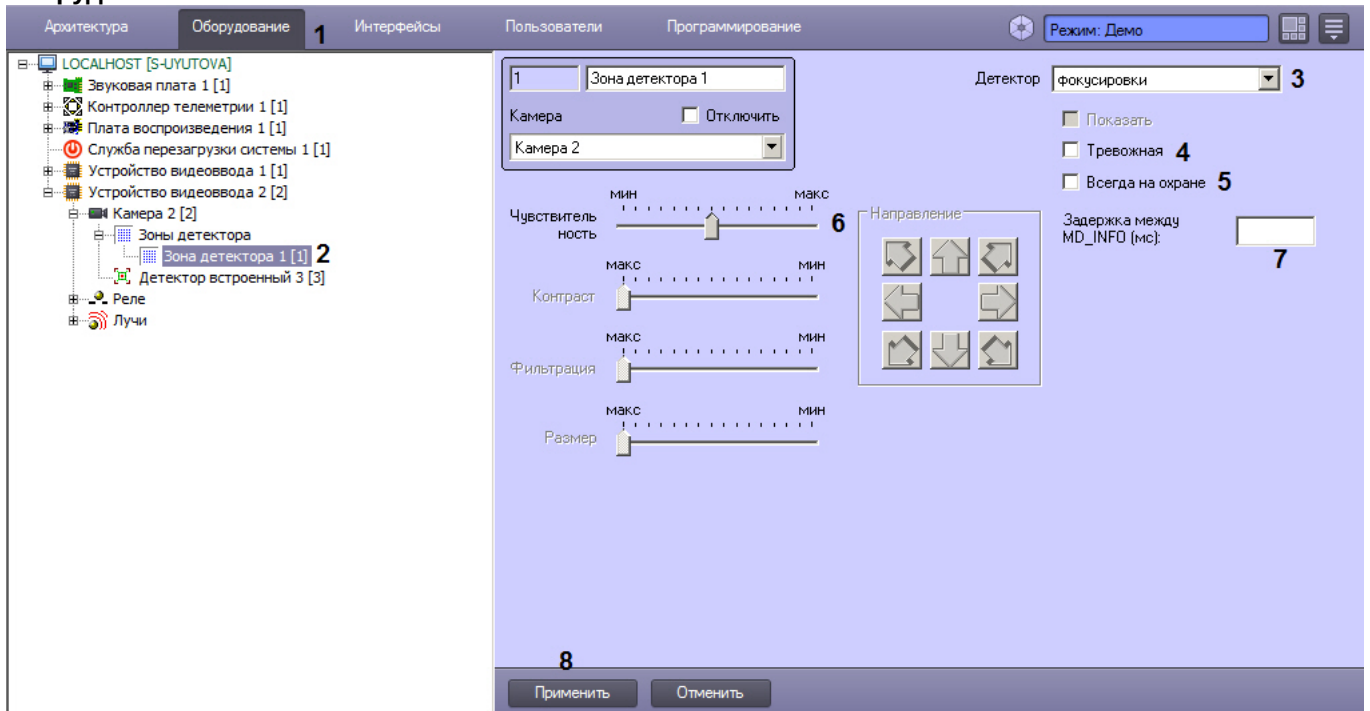 Архитектура Оборудование 1 Интерфейсы Пользователи Программирование Режим: Демо
LOCALHOST [S-UYUTOVA]
Звуковая плата 1 [1]
Контроллер телеметрии 1 [1]
Плата воспроизведения 1 [1]
Служба перезагрузки системы 1 [1]
Устройство видеоввода 1 [1]
Устройство видеоввода 2 [2]
Камера 2 [2]
Зоны детектора
Зона детектора 1 [1] 2
Детектор встроенный 3 [3]
Реле
Лучи
1 Зона детектора 1
Камера Отключить
Камера 2
Детектор фокусировки 3
Показать
Тревожная 4
Всегда на охране 5
Задержка между
MD_INFO (мс):
7
мин макс
Чувствитель
ность
6
макс мин
Контраст
макс мин
Фильтрация
макс мин
Размер
Направление
8
Применить Отменить